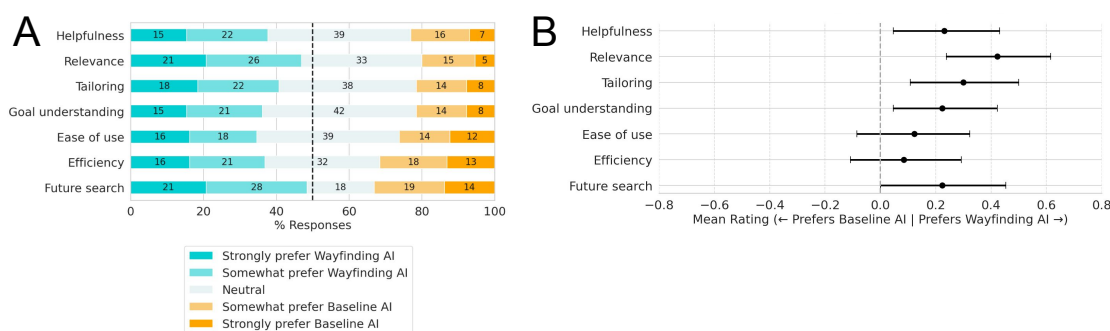 A
Helpfulness 15 22 39 16 7
Relevance 21 26 33 15 5
Tailoring 18 22 38 14 8
Goal understanding 15 21 42 14 8
Ease of use 16 18 39 14 12
Efficiency 16 21 32 18 13
Future search 21 28 18 19 14
0 20 40 60 80 100
% Responses
Strongly prefer Wayfinding AI
Somewhat prefer Wayfinding AI
Neutral
Somewhat prefer Baseline AI
Strongly prefer Baseline AI
B
Helpfulness
Relevance
Tailoring
Goal understanding
Ease of use
Efficiency
Future search
−0.8 −0.6 −0.4 −0.2 0.0 0.2 0.4 0.6 0.8
Mean Rating (← Prefers Baseline AI | Prefers Wayfinding AI →)